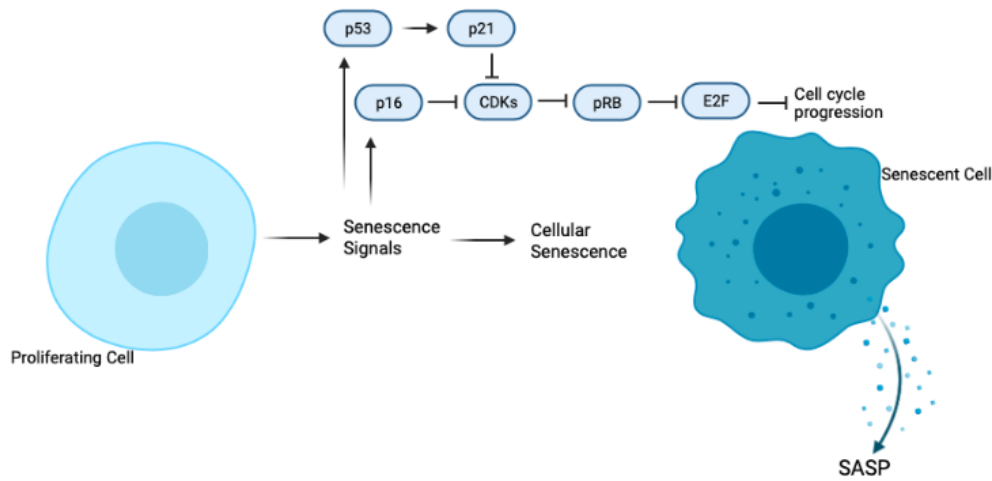 p53
p21
p16
CDKs
pRB
E2F
Cell cycle
progression
Senescent Cell
Senescence
Signals
Cellular
Senescence
Proliferating Cell
SASP